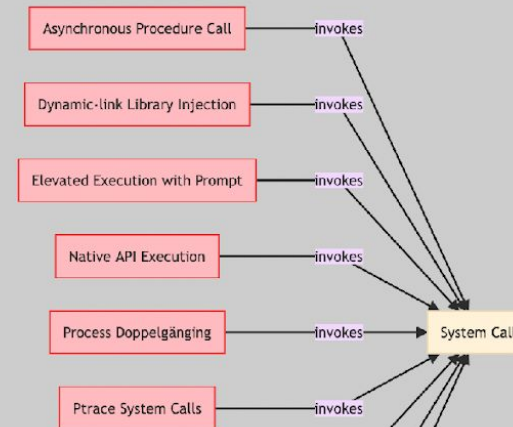 Asynchronous Procedure Call
invokes
Dynamic-link Library Injection
invokes
Elevated Execution with Prompt
invokes
Native API Execution
invokes
Process Doppelgänging
invokes
System Call
Ptrace System Calls
invokes